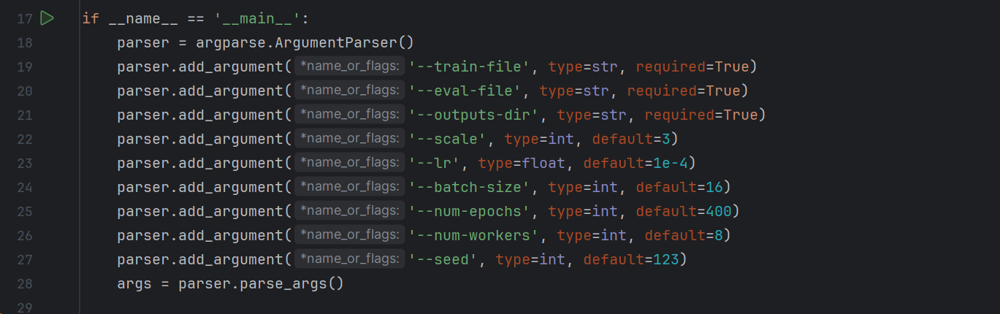 17 if __name__ == '__main__':
18 parser = argparse.ArgumentParser()
19 parser.add_argument( *name_or_flags: '--train-file', type=str, required=True)
20 parser.add_argument( *name_or_flags: '--eval-file', type=str, required=True)
21 parser.add_argument( *name_or_flags: '--outputs-dir', type=str, required=True)
22 parser.add_argument( *name_or_flags: '--scale', type=int, default=3)
23 parser.add_argument( *name_or_flags: '--lr', type=float, default=1e-4)
24 parser.add_argument( *name_or_flags: '--batch-size', type=int, default=16)
25 parser.add_argument( *name_or_flags: '--num-epochs', type=int, default=400)
26 parser.add_argument( *name_or_flags: '--num-workers', type=int, default=8)
27 parser.add_argument( *name_or_flags: '--seed', type=int, default=123)
28 args = parser.parse_args()
29